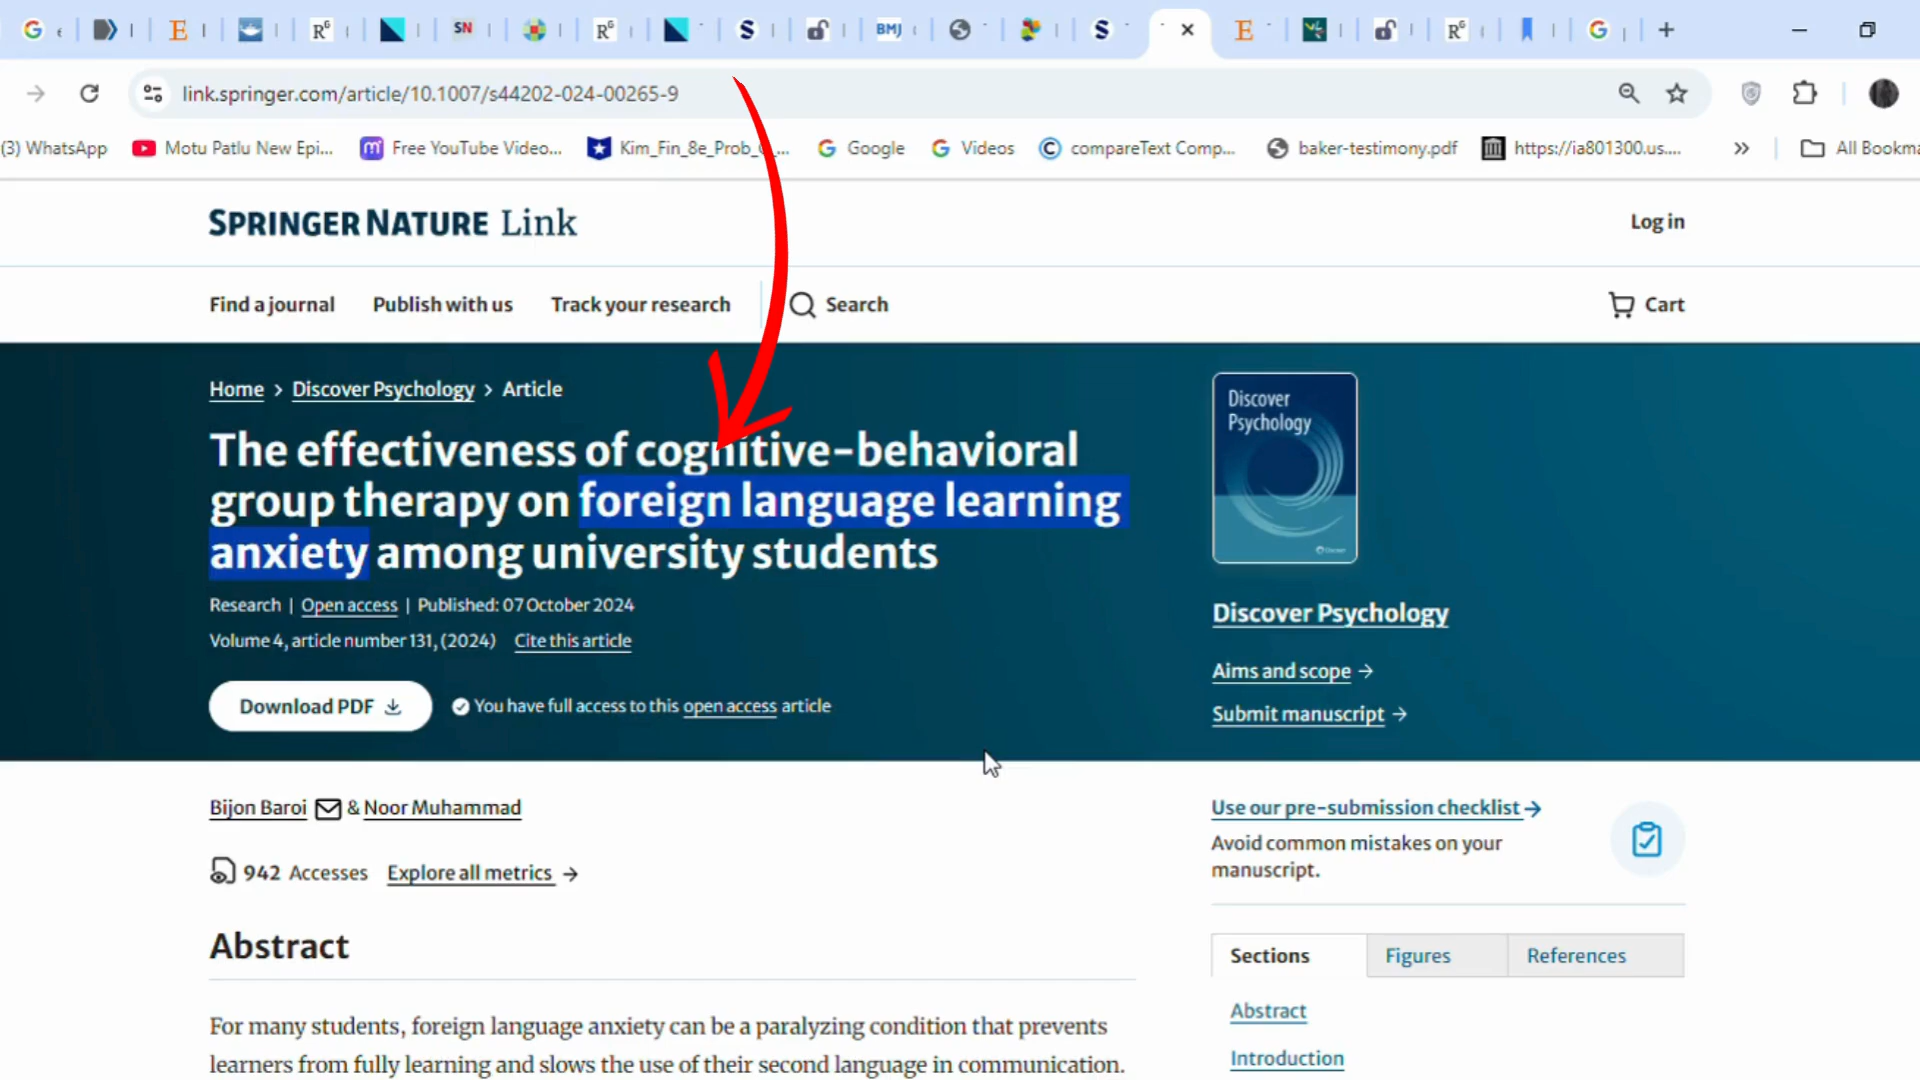 SN
BMJ
link.springer.com/article/10.1007/s44202-024-00265-9
(3) WhatsApp
Motu Patlu New Epi...
Free YouTube Video...
Kim_Fin_8e_Prob_
Google
Videos
compareText Comp...
baker-testimony.pdf
https://ia801300.us....
All Bookma
SPRINGER NATURE Link
Log in
Find a journal
Publish with us
Track your research
Search
Cart
Home > Discover Psychology > Article
The effectiveness of cognitive-behavioral
group therapy on foreign language learning
anxiety among university students
Research | Open access | Published: 07 October 2024
Volume 4, article number 131, (2024) Cite this article
Download PDF
You have full access to this open access article
Discover
Psychology
Discover Psychology
Aims and scope →
Submit manuscript →
Bijon Baroi & Noor Muhammad
942 Accesses Explore all metrics →
Abstract
For many students, foreign language anxiety can be a paralyzing condition that prevents
learners from fully learning and slows the use of their second language in communication.
Use our pre-submission checklist →
Avoid common mistakes on your
manuscript.
Sections
Figures
References
Abstract
Introduction